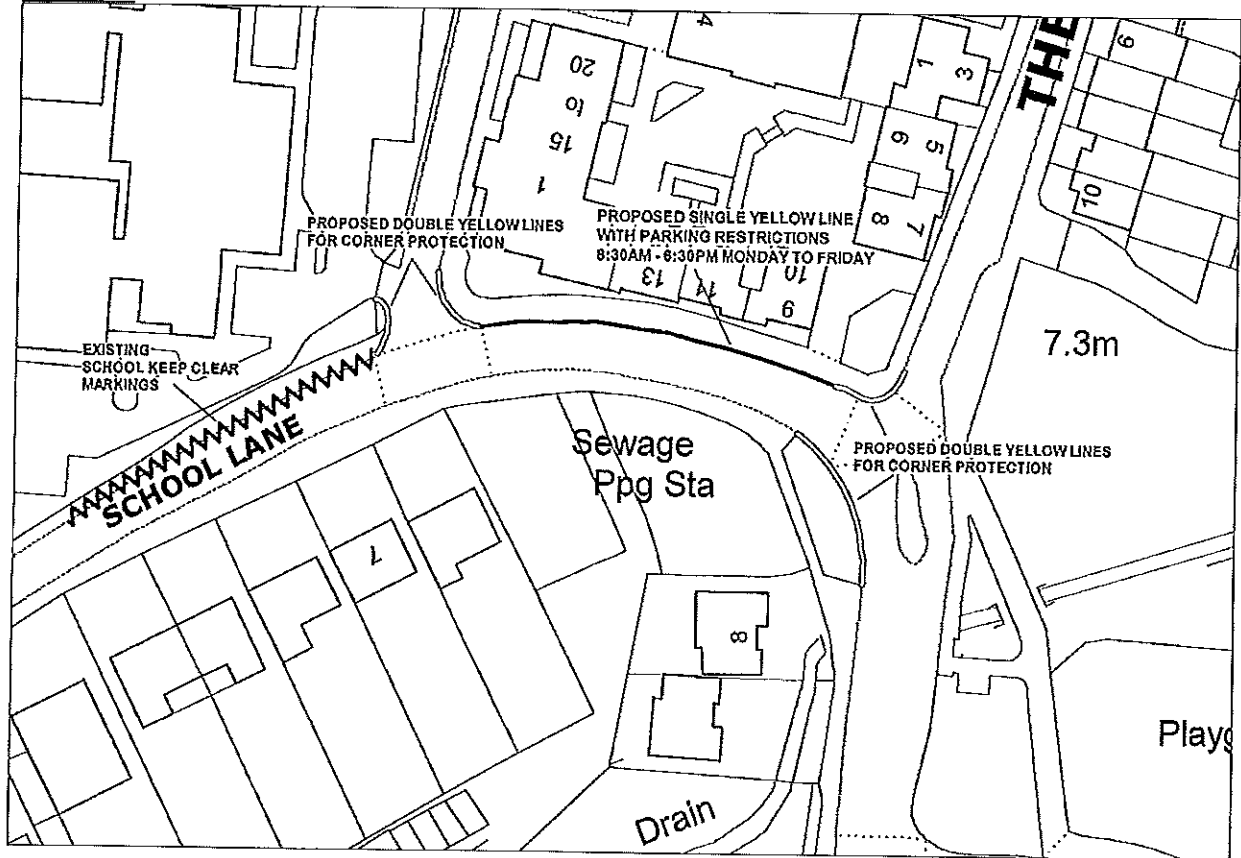 THE
4
20
to
15
1
1
3
6
5
8
7
6
10
PROPOSED DOUBLE YELLOW LINES
FOR CORNER PROTECTION
PROPOSED SINGLE YELLOW LINE
WITH PARKING RESTRICTIONS
8:30AM - 6:30PM MONDAY TO FRIDAY
13
11
10
9
7.3m
EXISTING
SCHOOL KEEP CLEAR
MARKINGS
SCHOOL LANE
Sewage
Ppg Sta
PROPOSED DOUBLE YELLOW LINES
FOR CORNER PROTECTION
7
8
Playg
Drain